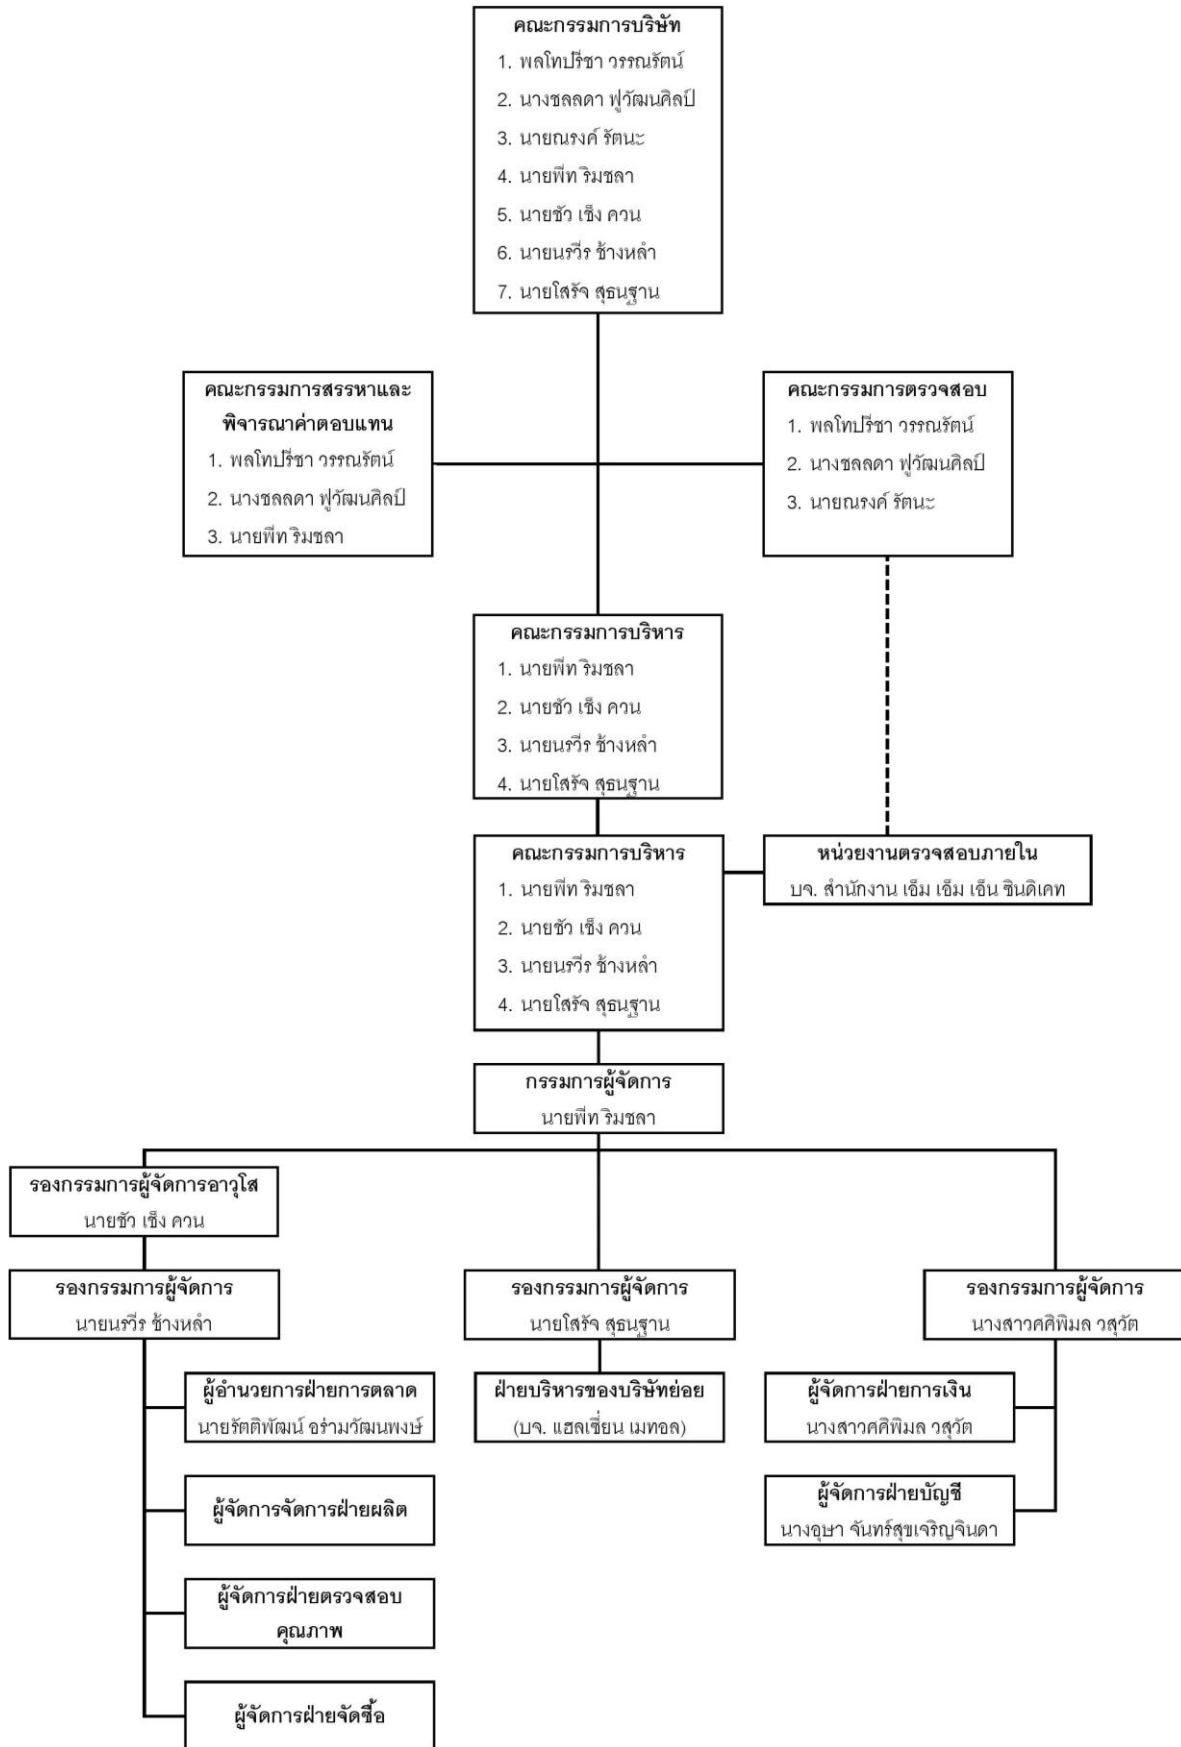 คณะกรรมการบริษัท
1. พลโทปรีชา วรรณรัตน์
2. นางชลลดา ฟูวัฒนศิลป์
3. นายณรงค์ รัตนะ
4. นายพีท ริมชลา
5. นายชัว เช็ง ควน
6. นายนรวีร ช้างหลำ
7. นายโสรัจ สุธนฐาน
คณะกรรมการสรรหาและ
พิจารณาค่าตอบแทน
1. พลโทปรีชา วรรณรัตน์
2. นางชลลดา ฟูวัฒนศิลป์
3. นายพีท ริมชลา
คณะกรรมการตรวจสอบ
1. พลโทปรีชา วรรณรัตน์
2. นางชลลดา ฟูวัฒนศิลป์
3. นายณรงค์ รัตนะ
คณะกรรมการบริหาร
1. นายพีท ริมชลา
2. นายชัว เช็ง ควน
3. นายนรวีร ช้างหลำ
4. นายโสรัจ สุธนฐาน
คณะกรรมการบริหาร
1. นายพีท ริมชลา
2. นายชัว เช็ง ควน
3. นายนรวีร ช้างหลำ
4. นายโสรัจ สุธนฐาน
หน่วยงานตรวจสอบภายใน
บจ. สำนักงาน เอ็ม เอ็ม เอ็น ซินดิเคท
กรรมการผู้จัดการ
นายพีท ริมชลา
รองกรรมการผู้จัดการอาวุโส
นายชัว เช็ง ควน
รองกรรมการผู้จัดการ
นายนรวีร ช้างหลำ
รองกรรมการผู้จัดการ
นายโสรัจ สุธนฐาน
รองกรรมการผู้จัดการ
นางสาวศศิพิมล วสุวัต
ผู้อำนวยการฝ่ายการตลาด
นายรัตติพัฒน์ อร่ามวัฒนพงษ์
ฝ่ายบริหารของบริษัทย่อย
(บจ. แฮลเซี่ยน เมทอล)
ผู้จัดการฝ่ายการเงิน
นางสาวศศิพิมล วสุวัต
ผู้จัดการจัดการฝ่ายผลิต
ผู้จัดการฝ่ายบัญชี
นางอุษา จันทร์สุขเจริญจินดา
ผู้จัดการฝ่ายตรวจสอบ
คุณภาพ
ผู้จัดการฝ่ายจัดซื้อ